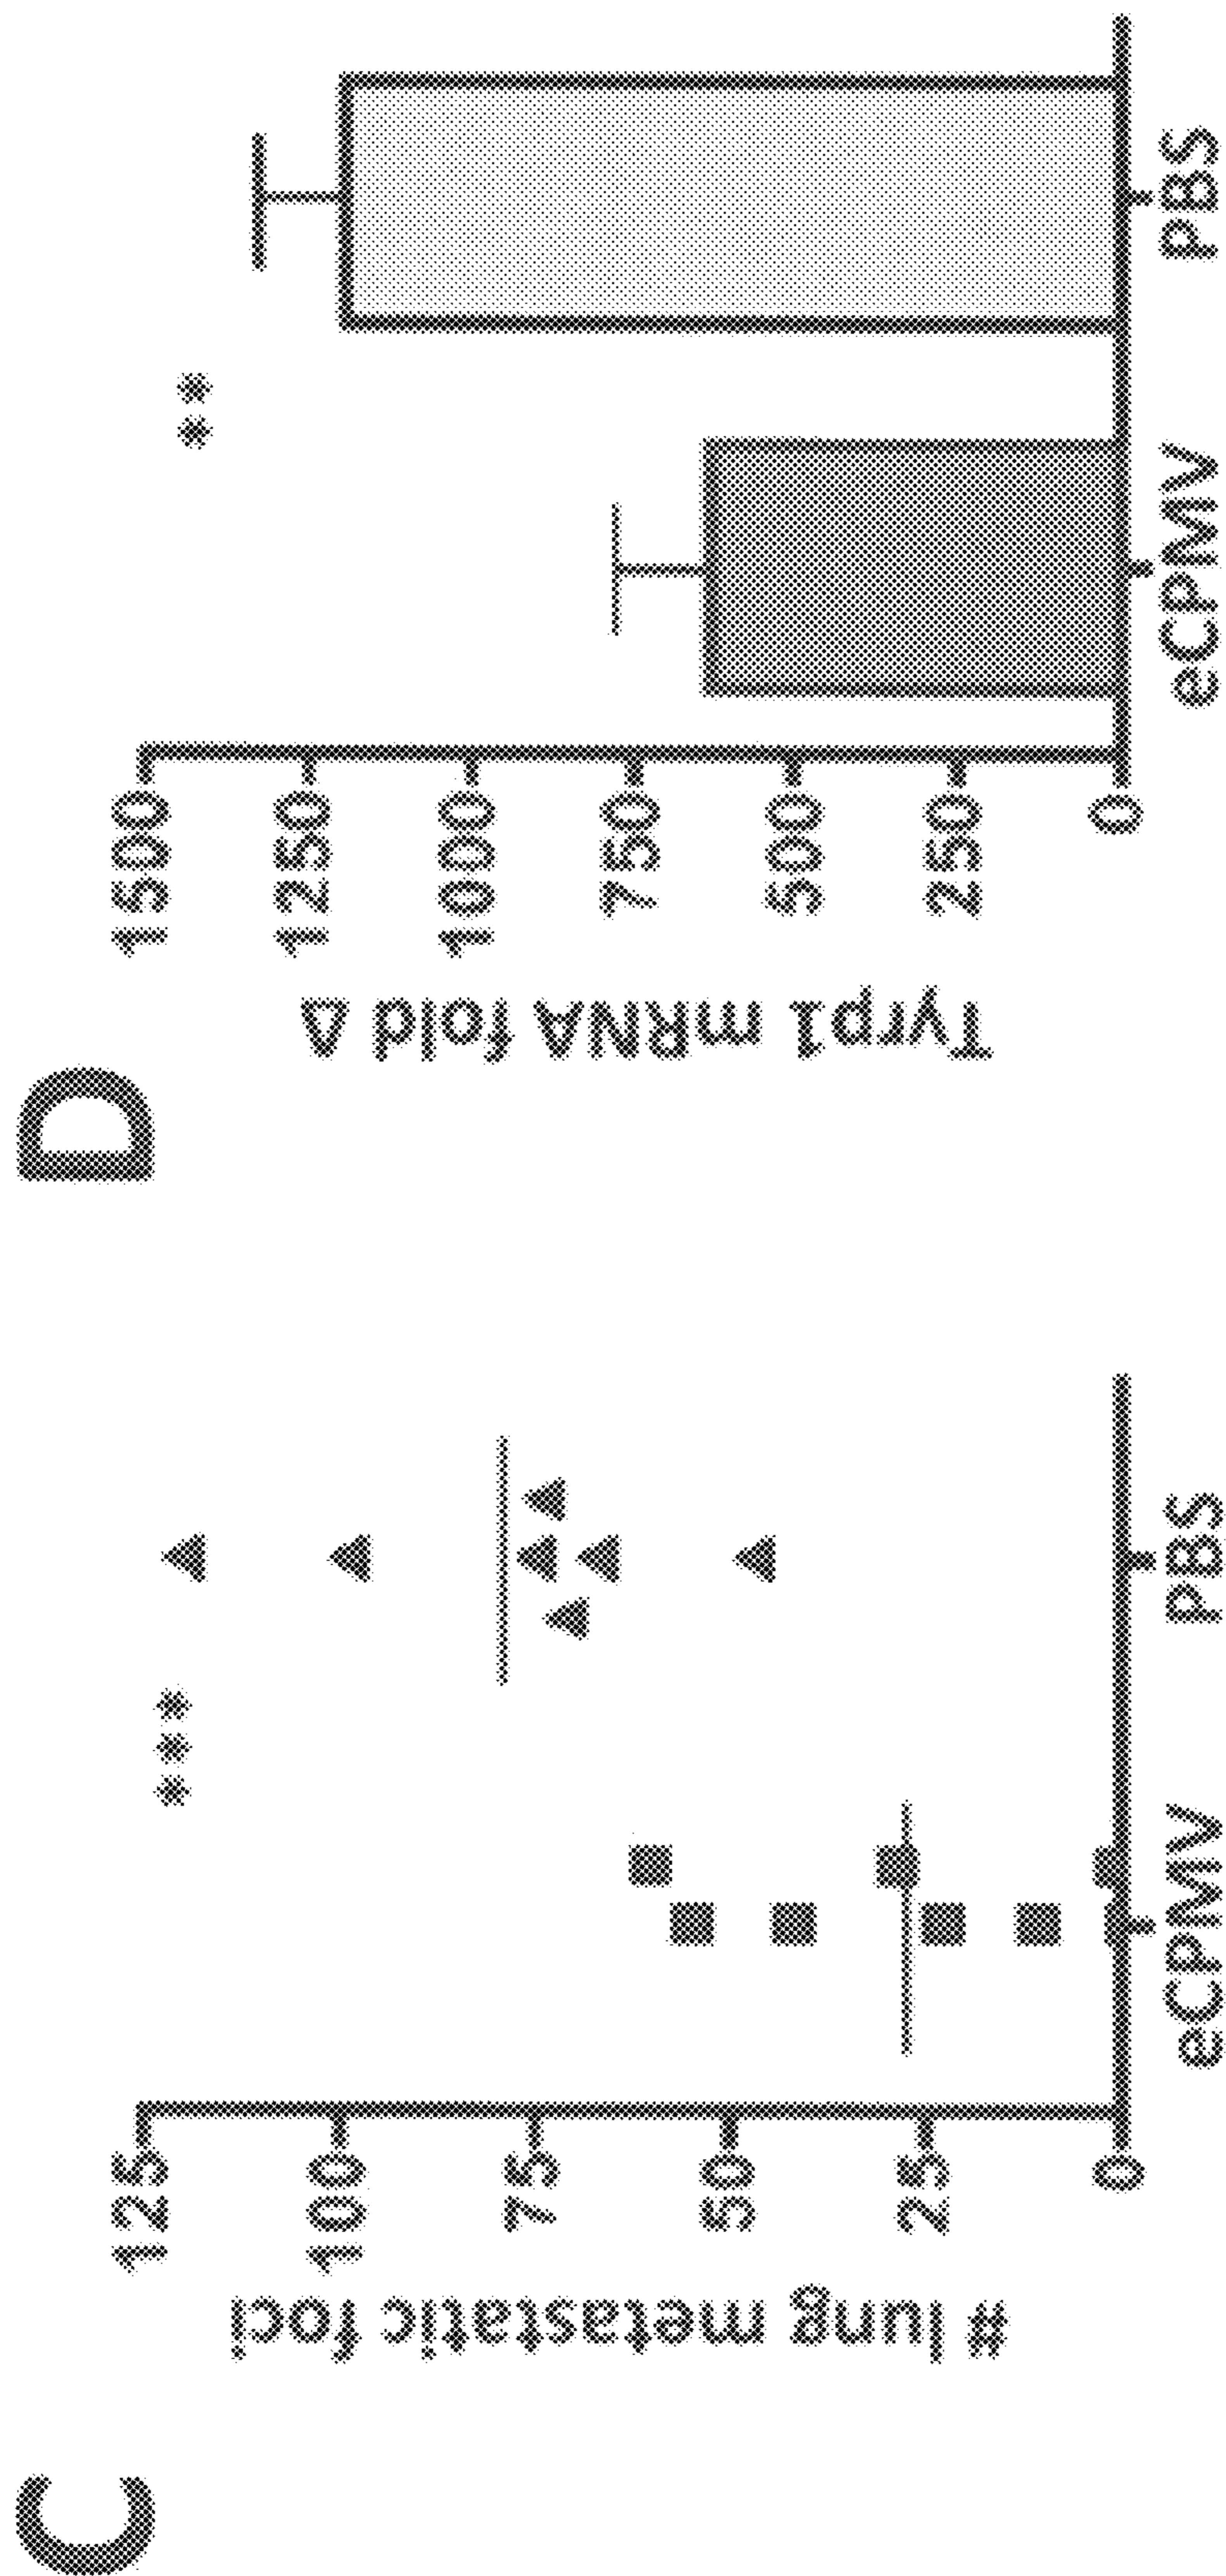 C
# lung metastatic foci
125
100
75
50
25
0
***
eCPMV
PBS
D
Tyrp1 mRNA fold Δ
1500
1250
1000
750
500
250
0
**
eCPMV
PBS